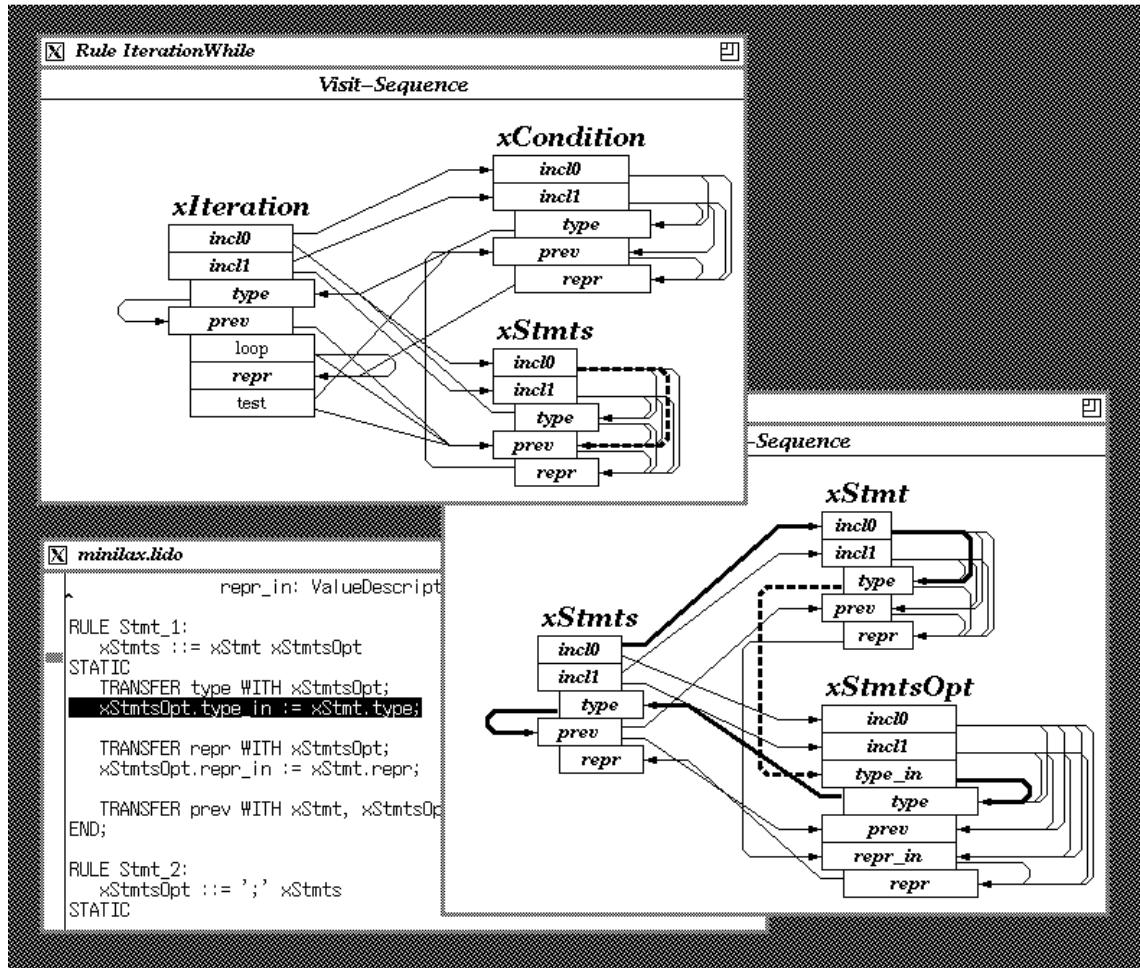 Rule IterationWhile
Visit-Sequence
xCondition
incl0
incl1
type
prev
repr
xIteration
incl0
incl1
type
prev
loop
repr
test
xStmts
incl0
incl1
type
prev
repr
-Sequence
xStmt
incl0
incl1
type
prev
repr
xStmts
incl0
incl1
type
prev
repr
xStmtsOpt
incl0
incl1
type_in
type
prev
repr_in
repr
minilax.lido
repr_in: ValueDescript
RULE Stmt_1:
xStmts ::= xStmt xStmtsOpt
STATIC
TRANSFER type WITH xStmtsOpt;
xStmtsOpt.type_in := xStmt.type;
TRANSFER repr WITH xStmtsOpt;
xStmtsOpt.repr_in := xStmt.repr;
TRANSFER prev WITH xStmt, xStmtsOp
END;
RULE Stmt_2:
xStmtsOpt ::= ';' xStmts
STATIC